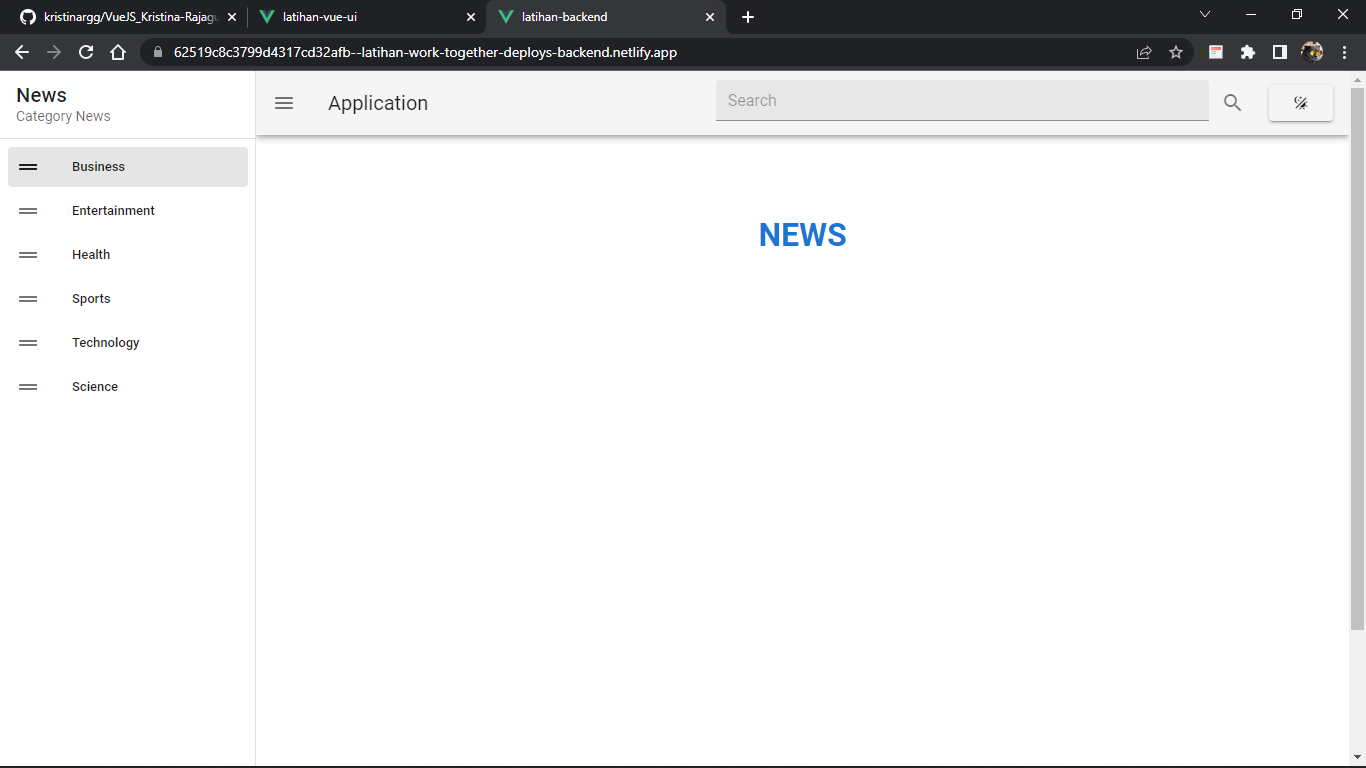 kristinargg/VueJS_Kristina-Rajagu
latihan-vue-ui
latihan-backend
62519c8c3799d4317cd32afb--latihan-work-together-deploys-backend.netlify.app
News
Category News
Application
Search
Business
Entertainment
Health
Sports
Technology
Science
NEWS